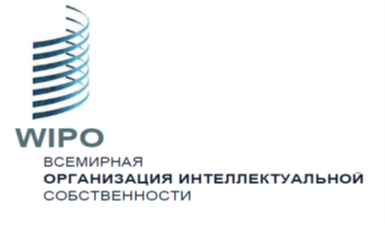 WIPO
ВСЕМИРНАЯ
ОРГАНИЗАЦИЯ ИНТЕЛЛЕКТУАЛЬНОЙ
СОБСТВЕННОСТИ